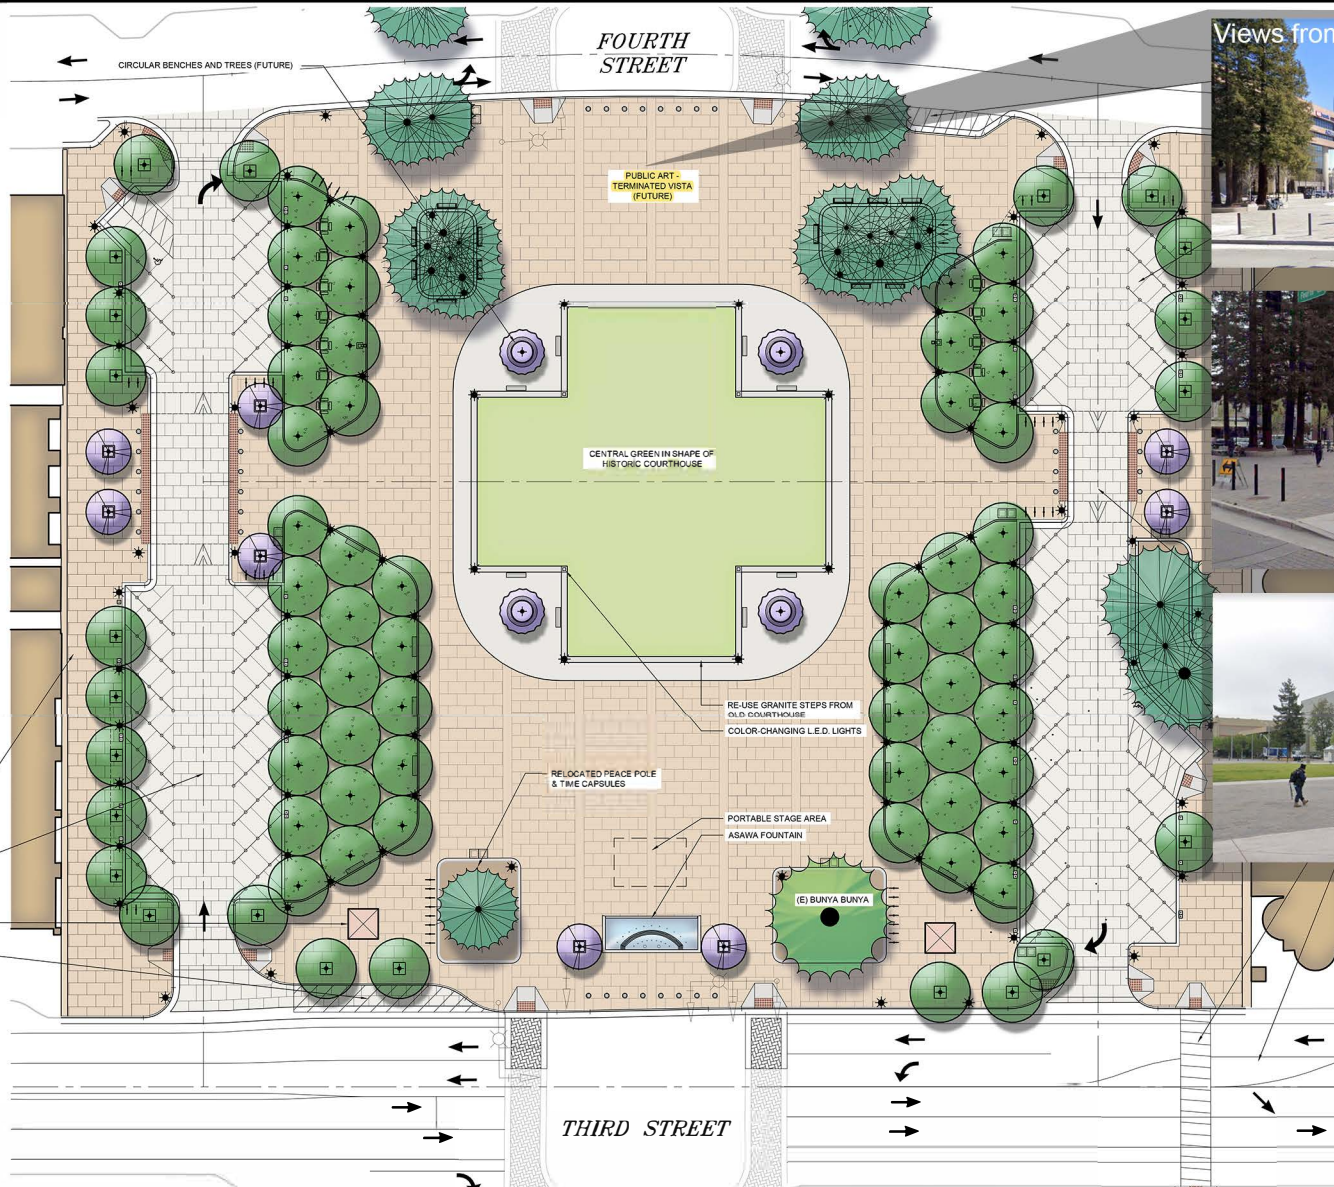 FOURTH
STREET
Views from
CIRCULAR BENCHES AND TREES (FUTURE)
PUBLIC ART -
TERMINATED VISTA
(FUTURE)
CENTRAL GREEN IN SHAPE OF
HISTORIC COURTHOUSE
RE-USE GRANITE STEPS FROM
OLD COURTHOUSE
COLOR-CHANGING L.E.D. LIGHTS
RELOCATED PEACE POLE
& TIME CAPSULES
PORTABLE STAGE AREA
ASAWA FOUNTAIN
(E) BUNYA BUNYA
THIRD STREET